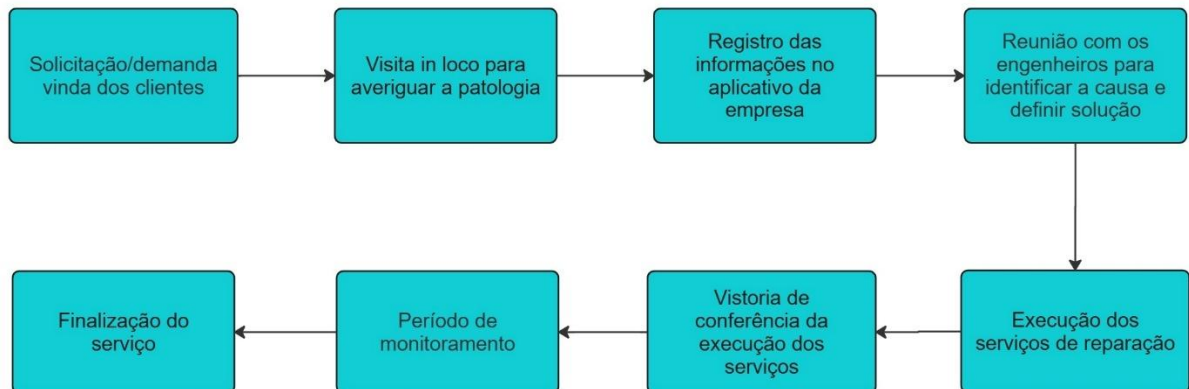 Solicitação/demanda
vinda dos clientes
Visita in loco para
averiguar a patologia
Registro das
informações no
aplicativo da
empresa
Reunião com os
engenheiros para
identificar a causa e
definir solução
Execução dos
serviços de reparação
Vistoria de
conferência da
execução dos
serviços
Período de
monitoramento
Finalização do
serviço